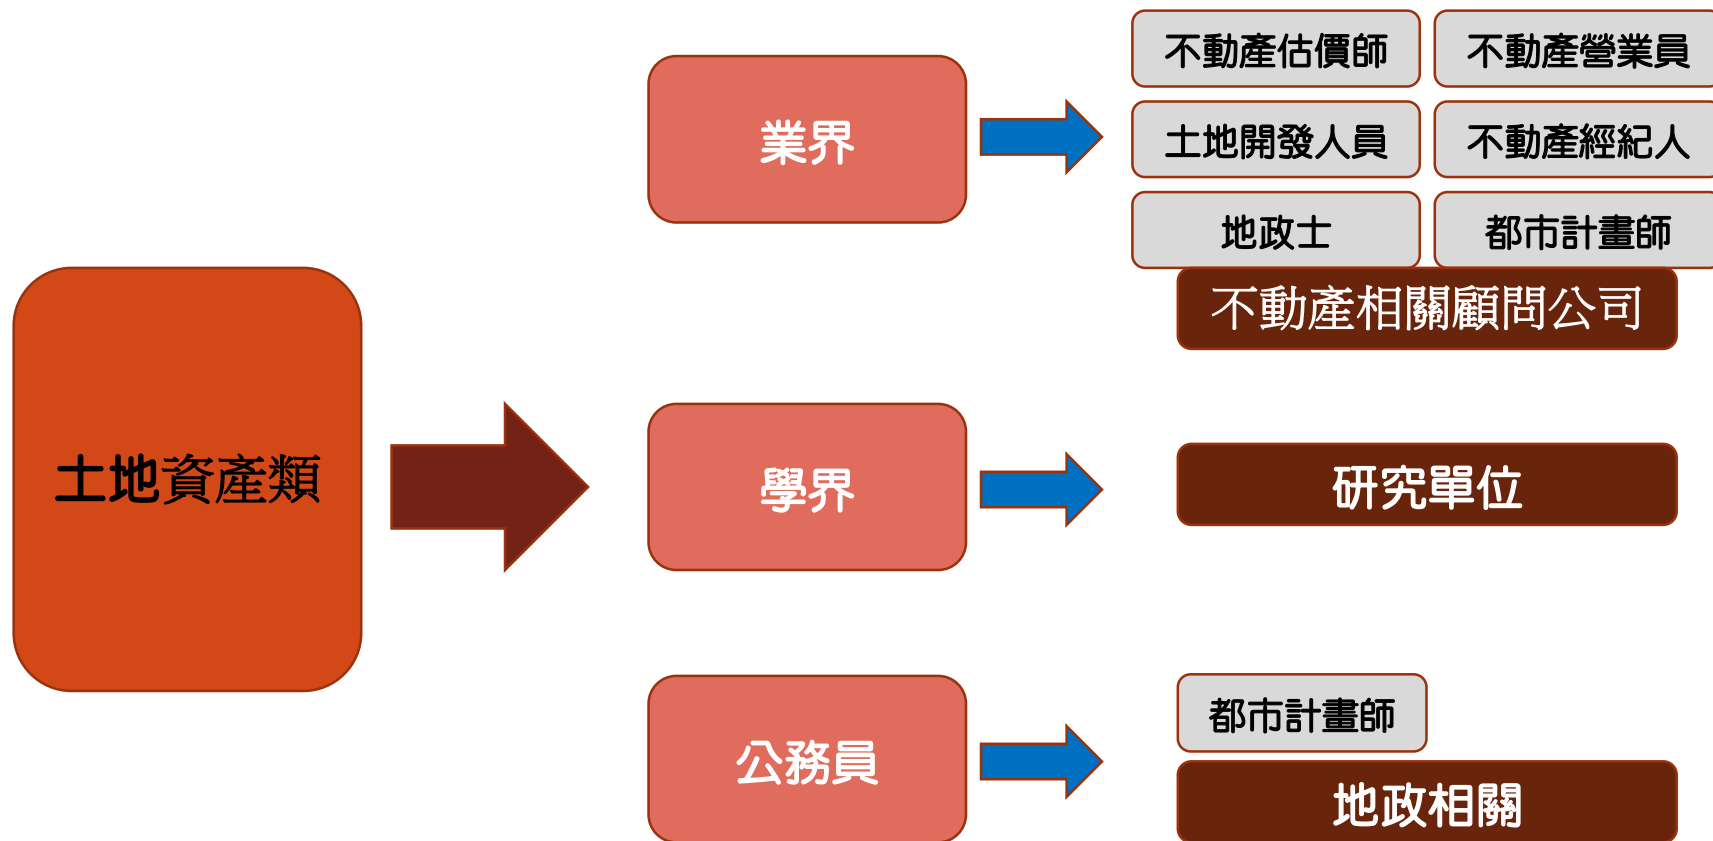 土地資產類
業界
不動產估價師
不動產營業員
土地開發人員
不動產經紀人
地政士
都市計畫師
不動產相關顧問公司
學界
研究單位
公務員
都市計畫師
地政相關